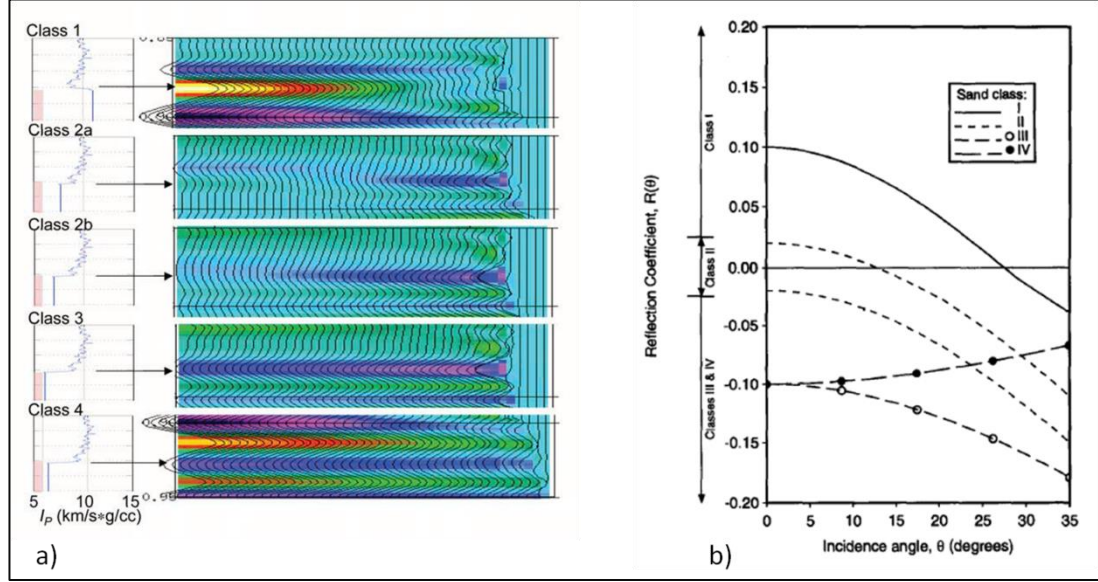 Class 1
Class 2a
Class 2b
Class 3
Class 4
5 10 15
I_P (km/s*g/cc)
a)
0.20
0.15
0.10
0.05
0.00
-0.05
-0.10
-0.15
-0.20
Reflection Coefficient, R(θ)
Class I
Class II
Classes III & IV
Sand class:
I
II
III
IV
0 5 10 15 20 25 30 35
Incidence angle, θ (degrees)
b)